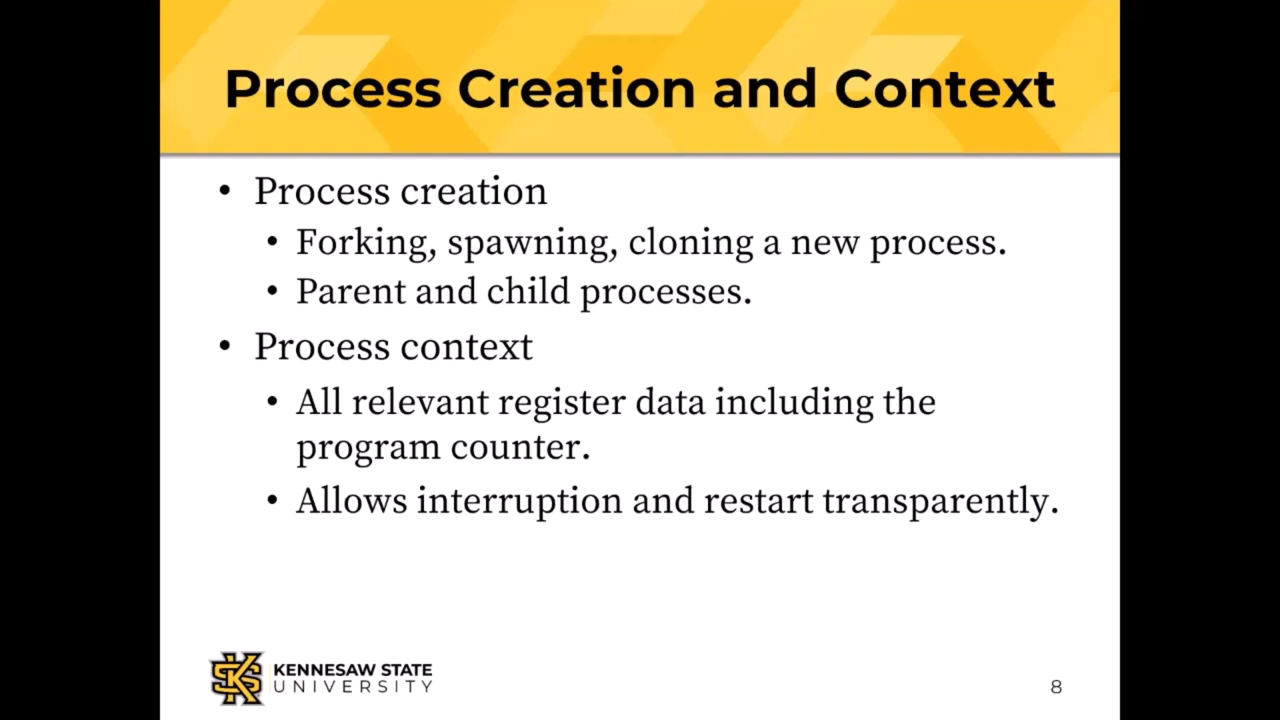 Process Creation and Context
• Process creation
• Forking, spawning, cloning a new process.
• Parent and child processes.
• Process context
• All relevant register data including the
program counter.
• Allows interruption and restart transparently.
KENNESAW STATE
UNIVERSITY
8